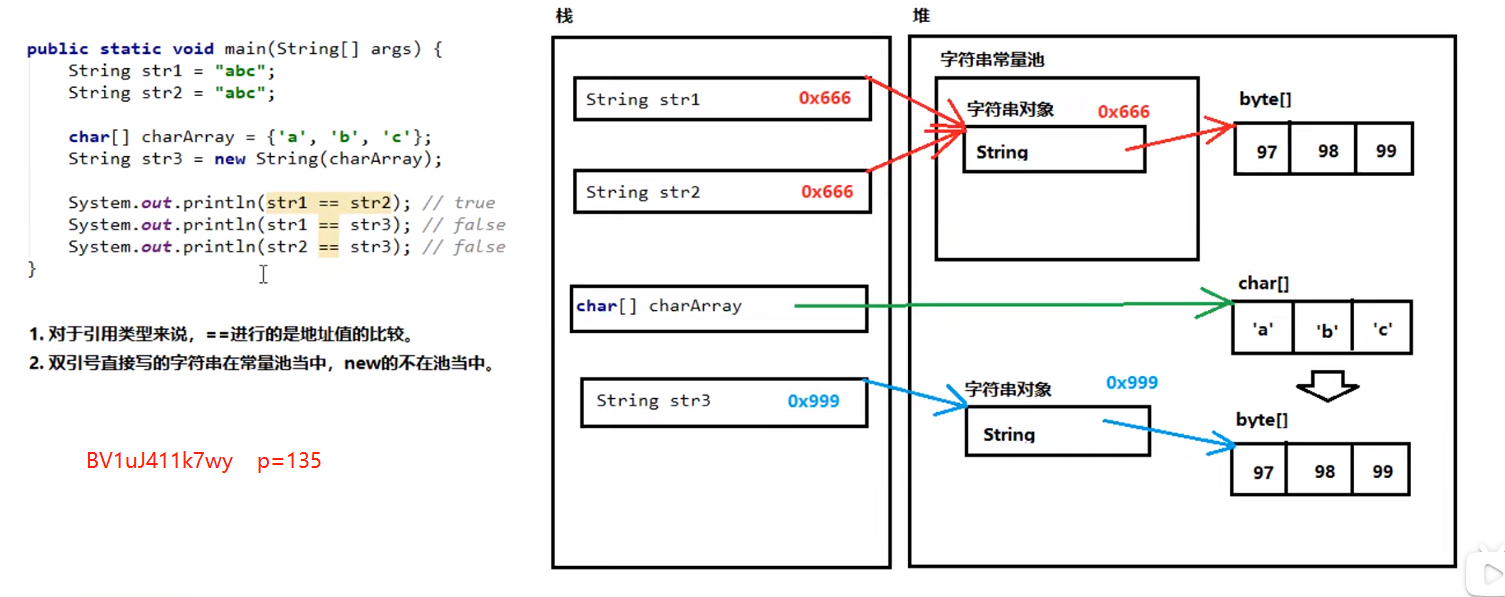 public static void main(String[] args) {
String str1 = "abc";
String str2 = "abc";
char[] charArray = {'a', 'b', 'c'};
String str3 = new String(charArray);
System.out.println(str1 == str2); // true
System.out.println(str1 == str3); // false
System.out.println(str2 == str3); // false
}
1. 对于引用类型来说，==进行的是地址值的比较。
2. 双引号直接写的字符串在常量池当中，new的不在池当中。
BV1uJ411k7wy p=135
栈
String str1 0x666
String str2 0x666
char[] charArray
String str3 0x999
堆
字符串常量池
字符串对象 0x666
String
byte[]
97 98 99
char[]
'a' 'b' 'c'
字符串对象 0x999
String
byte[]
97 98 99